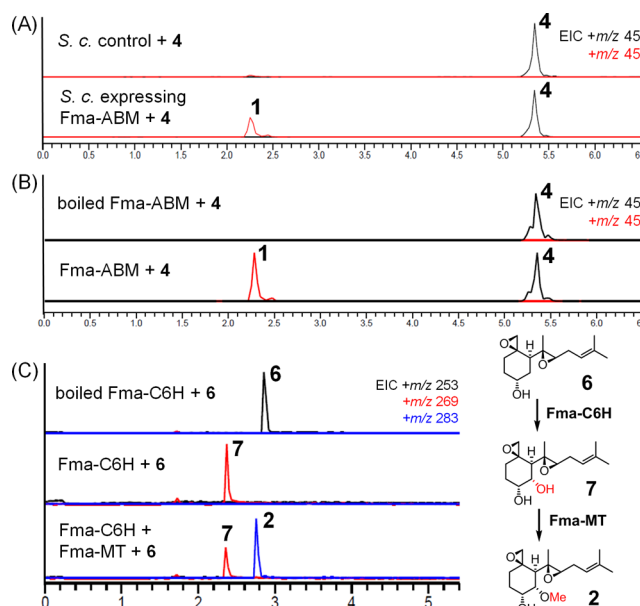 (A)
4
S. c. control + 4
EIC +m/z 45
+m/z 45
S. c. expressing
Fma-ABM + 4
1
4
0.0 0.5 1.0 1.5 2.0 2.5 3.0 3.5 4.0 4.5 5.0 5.5 6.0
(B)
4
boiled Fma-ABM + 4
EIC +m/z 45
+m/z 45
Fma-ABM + 4
1
4
0.0 0.5 1.0 1.5 2.0 2.5 3.0 3.5 4.0 4.5 5.0 5.5 6.0
(C)
6
boiled Fma-C6H + 6
EIC +m/z 253
+m/z 269
+m/z 283
Fma-C6H + 6
7
Fma-C6H +
Fma-MT + 6
7
2
0 1 2 3 4 5
O
H
O
OH
6
Fma-C6H
O
H
O
OH
OH
7
Fma-MT
O
H
O
OMe
OH
2